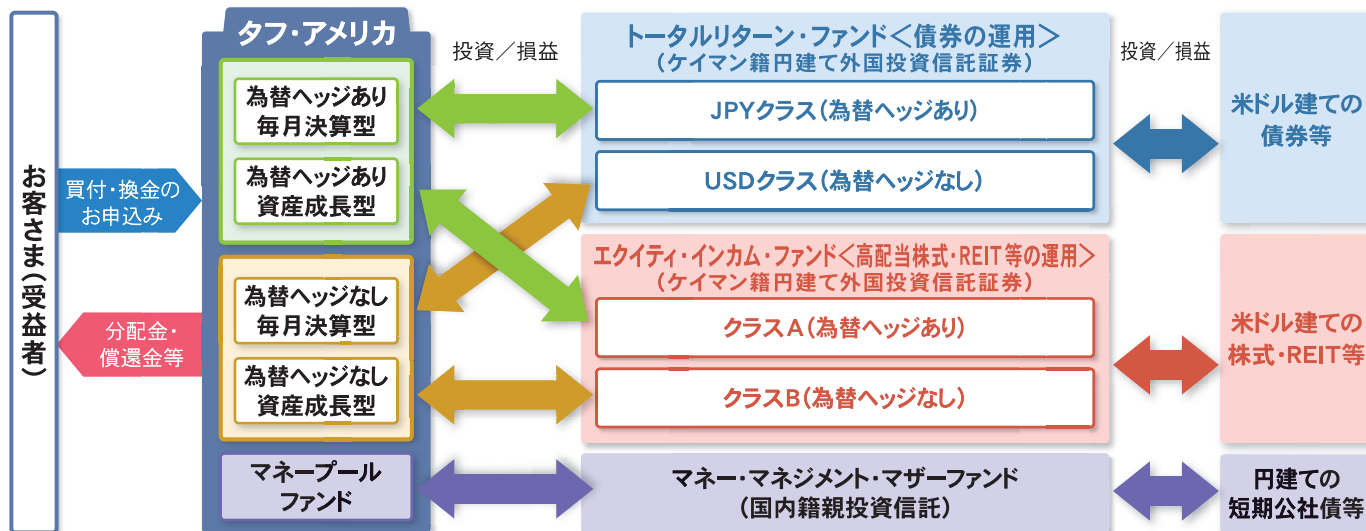 お客さま(受益者)
買付・換金の
お申込み
分配金・
償還金等
タフ・アメリカ
為替ヘッジあり
毎月決算型
為替ヘッジあり
資産成長型
為替ヘッジなし
毎月決算型
為替ヘッジなし
資産成長型
マネープール
ファンド
投資／損益
トータルリターン・ファンド＜債券の運用＞
(ケイマン籍円建て外国投資信託証券)
JPYクラス(為替ヘッジあり)
USDクラス(為替ヘッジなし)
エクイティ・インカム・ファンド＜高配当株式・REIT等の運用＞
(ケイマン籍円建て外国投資信託証券)
クラスA(為替ヘッジあり)
クラスB(為替ヘッジなし)
マネー・マネジメント・マザーファンド
(国内籍親投資信託)
投資／損益
米ドル建ての
債券等
米ドル建ての
株式・REIT等
円建ての
短期公社債等